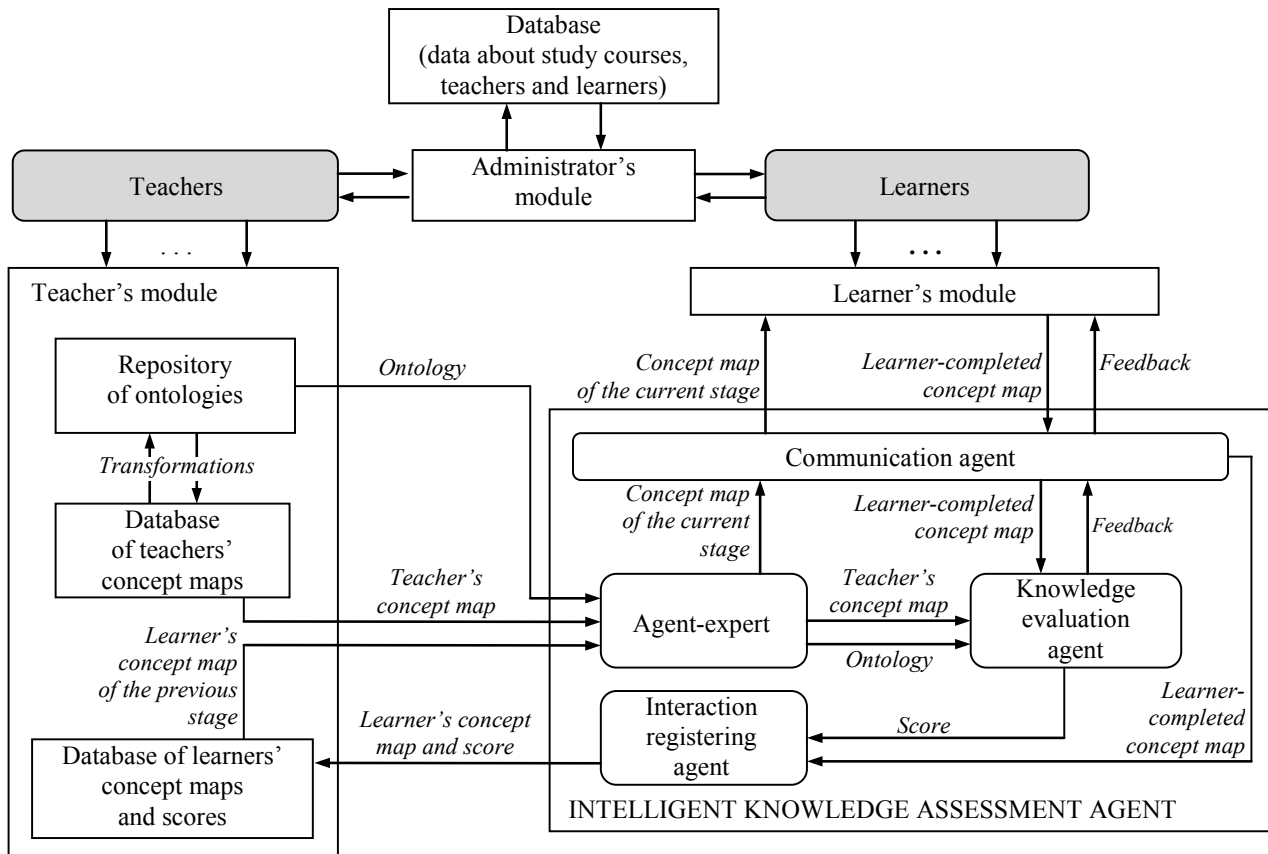 Database
(data about study courses,
teachers and learners)
Teachers
Administrator’s
module
Learners
. . .
...
Teacher’s module
Learner’s module
Repository
of ontologies
Ontology
Concept map
of the current stage
Learner-completed
concept map
Feedback
Transformations
Communication agent
Database
of teachers’
concept maps
Concept map
of the current
stage
Learner-completed
concept map
Feedback
Teacher’s
concept map
Agent-expert
Teacher’s
concept map
Ontology
Knowledge
evaluation
agent
Learner’s
concept map
of the previous
stage
Learner’s concept
map and score
Interaction
registering
agent
Score
Learner-
completed
concept map
Database of learners’
concept maps
and scores
INTELLIGENT KNOWLEDGE ASSESSMENT AGENT